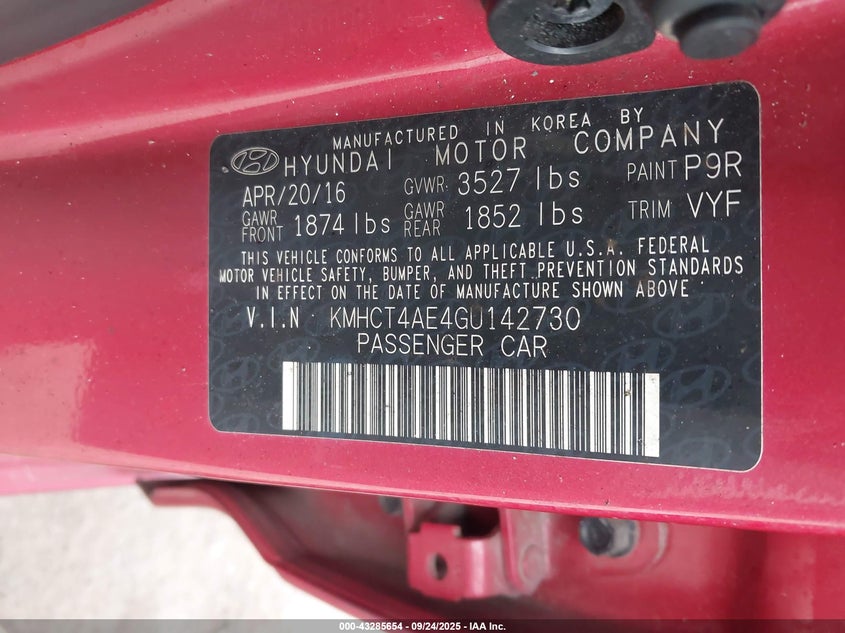 MANUFACTURED IN KOREA BY
HYUNDAI MOTOR COMPANY
APR/20/16 GVWR: 3527 lbs PAINT P9R
GAWR FRONT 1874 lbs GAWR REAR 1852 lbs TRIM VYF
THIS VEHICLE CONFORMS TO ALL APPLICABLE U.S.A. FEDERAL
MOTOR VEHICLE SAFETY, BUMPER, AND THEFT PREVENTION STANDARDS
IN EFFECT ON THE DATE OF MANUFACTURE SHOWN ABOVE
V.I.N KMHCT4AE4GU142730
PASSENGER CAR
000-43285654 - 09/24/2025 - IAA Inc.